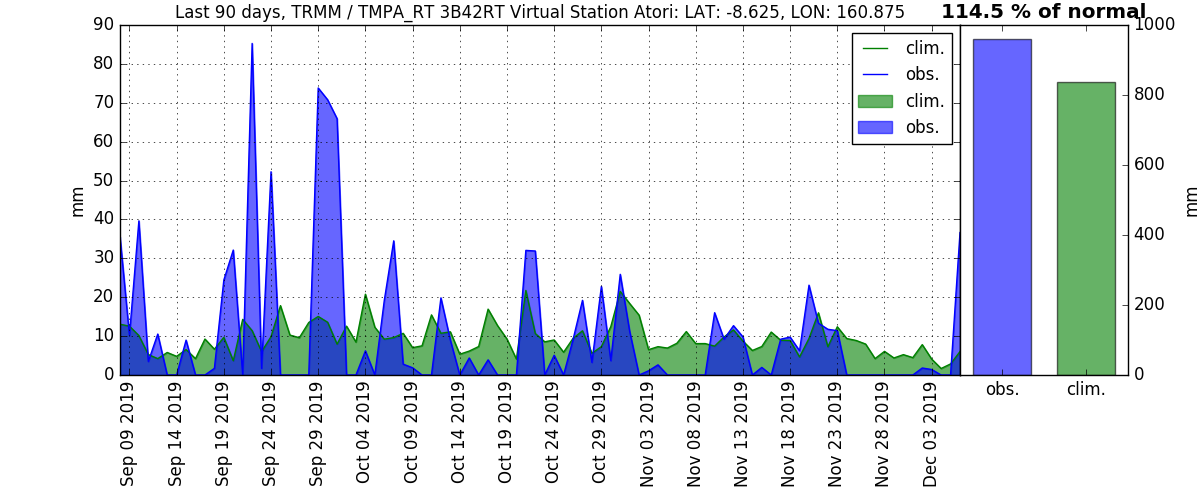 Last 90 days, TRMM / TMPA_RT 3B42RT Virtual Station Atori: LAT: -8.625, LON: 160.875
114.5 % of normal
90
80
70
60
50
40
30
20
10
0
mm
clim.
obs.
clim.
obs.
1000
800
600
400
200
0
mm
Sep 09 2019
Sep 14 2019
Sep 19 2019
Sep 24 2019
Sep 29 2019
Oct 04 2019
Oct 09 2019
Oct 14 2019
Oct 19 2019
Oct 24 2019
Oct 29 2019
Nov 03 2019
Nov 08 2019
Nov 13 2019
Nov 18 2019
Nov 23 2019
Nov 28 2019
Dec 03 2019
obs.
clim.